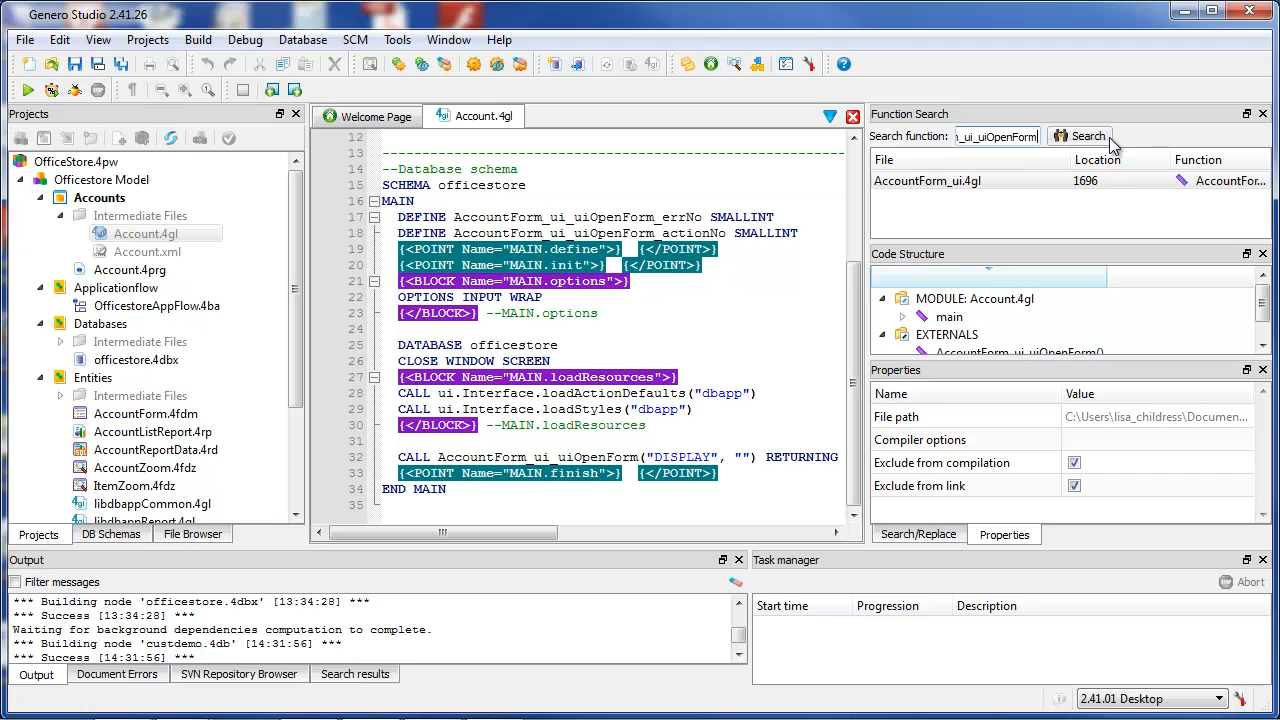 Genero Studio 2.41.26
File Edit View Projects Build Debug Database SCM Tools Window Help
Projects
OfficeStore.4pw
Officestore Model
Accounts
Intermediate Files
Account.4gl
Account.xml
Account.4prg
Applicationflow
OfficestoreAppFlow.4ba
Databases
Intermediate Files
officestore.4dbx
Entities
Intermediate Files
AccountForm.4fdm
AccountListReport.4rp
AccountReportData.4rd
AccountZoom.4fdz
ItemZoom.4fdz
libdbappCommon.4gl
libdbappReport.4gl
Projects DB Schemas File Browser
Welcome Page Account.4gl
12
13 --------------------------------------------------------
14 --Database schema
15 SCHEMA officestore
16 MAIN
17 DEFINE AccountForm_ui_uiOpenForm_errNo SMALLINT
18 DEFINE AccountForm_ui_uiOpenForm_actionNo SMALLINT
19 {<POINT Name="MAIN.define">} {</POINT>}
20 {<POINT Name="MAIN.init">} {</POINT>}
21 {<BLOCK Name="MAIN.options">}
22 OPTIONS INPUT WRAP
23 {</BLOCK>} --MAIN.options
24
25 DATABASE officestore
26 CLOSE WINDOW SCREEN
27 {<BLOCK Name="MAIN.loadResources">}
28 CALL ui.Interface.loadActionDefaults("dbapp")
29 CALL ui.Interface.loadStyles("dbapp")
30 {</BLOCK>} --MAIN.loadResources
31
32 CALL AccountForm_ui_uiOpenForm("DISPLAY", "") RETURNING
33 {<POINT Name="MAIN.finish">} {</POINT>}
34 END MAIN
35
Function Search
Search function: _ui_uiOpenForm Search
File Location Function
AccountForm_ui.4gl 1696 AccountFor...
Code Structure
MODULE: Account.4gl
main
EXTERNALS
AccountForm_ui_uiOpenForm()
Properties
Name Value
File path C:\Users\lisa_childress\Documen...
Compiler options
Exclude from compilation
Exclude from link
Search/Replace Properties
Output
Filter messages
*** Building node 'officestore.4dbx' [13:34:28] ***
*** Success [13:34:28] ***
Waiting for background dependencies computation to complete.
*** Building node 'custdemo.4db' [14:31:56] ***
*** Success [14:31:56] ***
Output Document Errors SVN Repository Browser Search results
Task manager
Abort
Start time Progression Description
2.41.01 Desktop